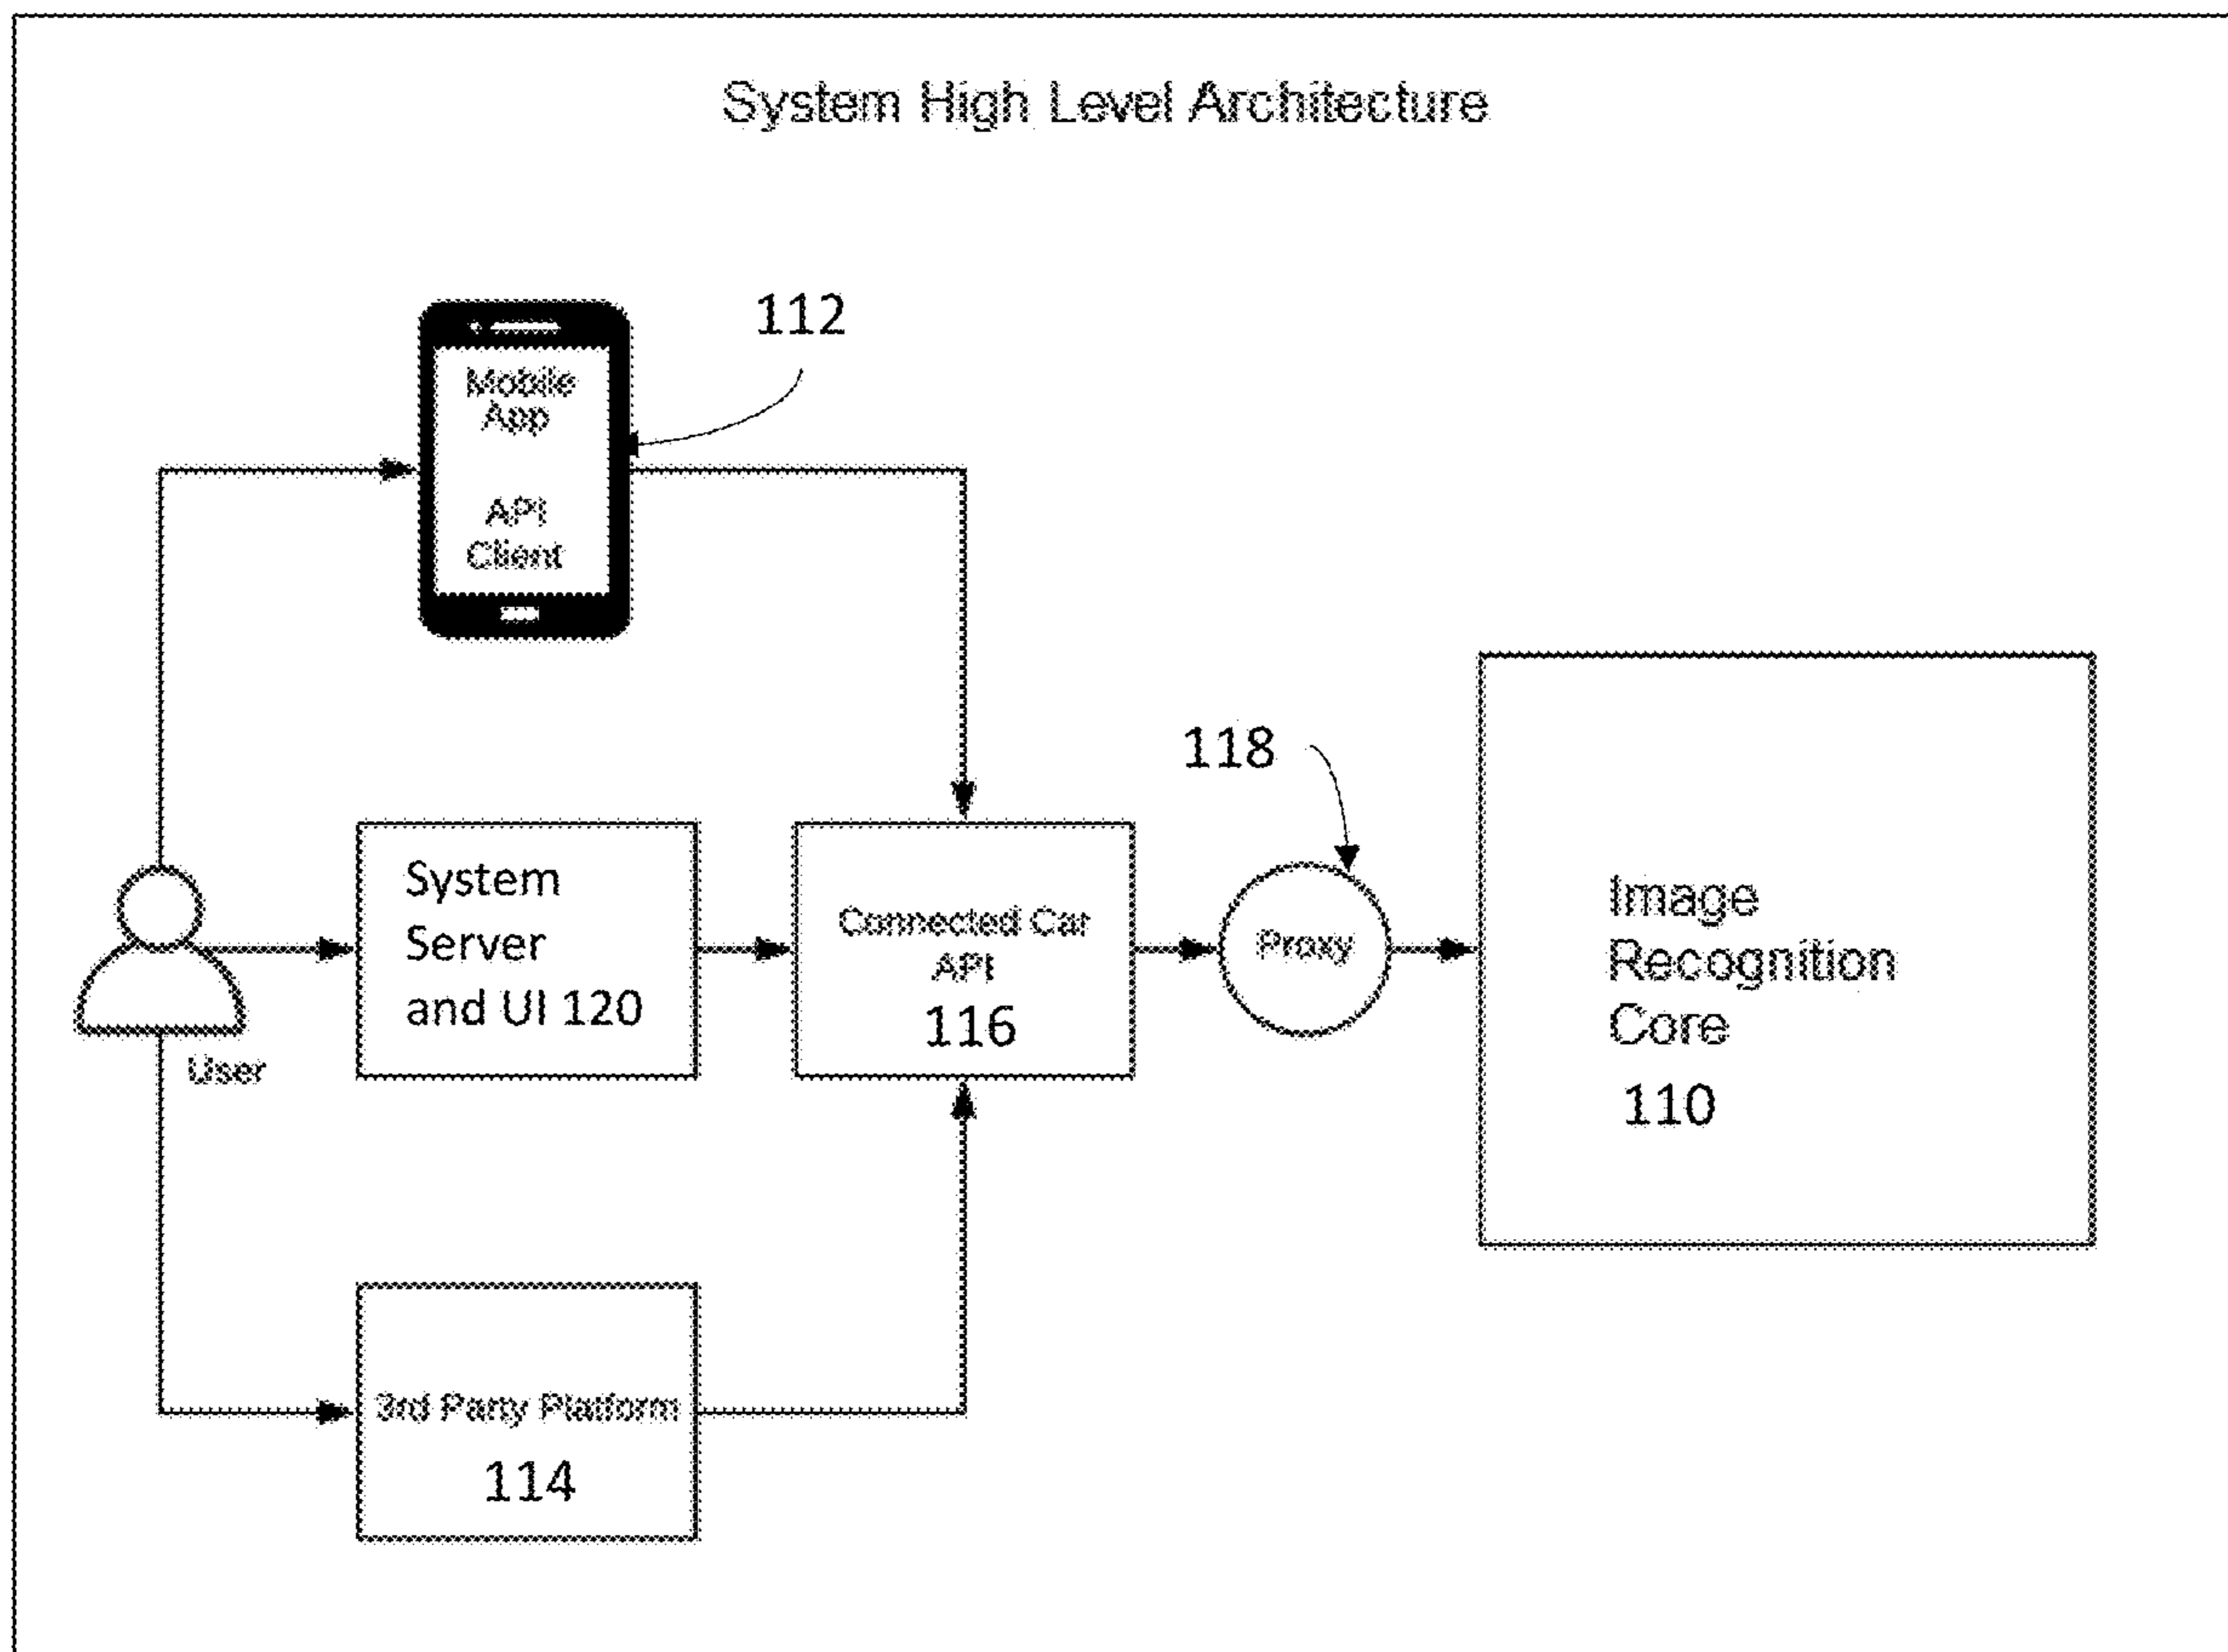 System High Level Architecture
112
Mobile
App
API
Client
118
System
Server
and UI 120
Connected Car
API
116
Proxy
Image
Recognition
Core
110
User
3rd Party Platform
114